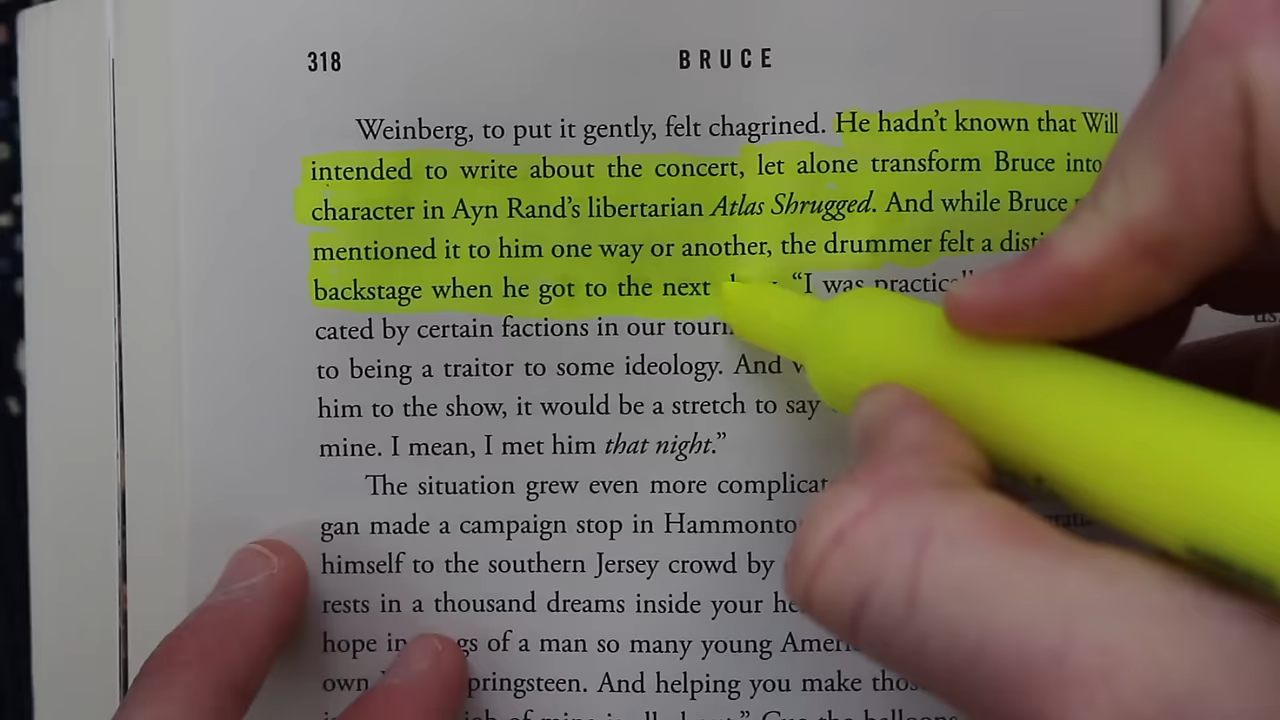 318
BRUCE
Weinberg, to put it gently, felt chagrined. He hadn't known that Will
intended to write about the concert, let alone transform Bruce into
character in Ayn Rand's libertarian Atlas Shrugged. And while Bruce
mentioned it to him one way or another, the drummer felt a
backstage when he got to the next “I was
cated by certain factions in our
to being a traitor to some ideology. And
him to the show, it would be a stretch to say
mine. I mean, I met him that night.”
The situation grew even more
gan made a campaign stop in
himself to the southern Jersey crowd by
rests in a thousand dreams inside your
hope in of a man so many young
own And helping you make